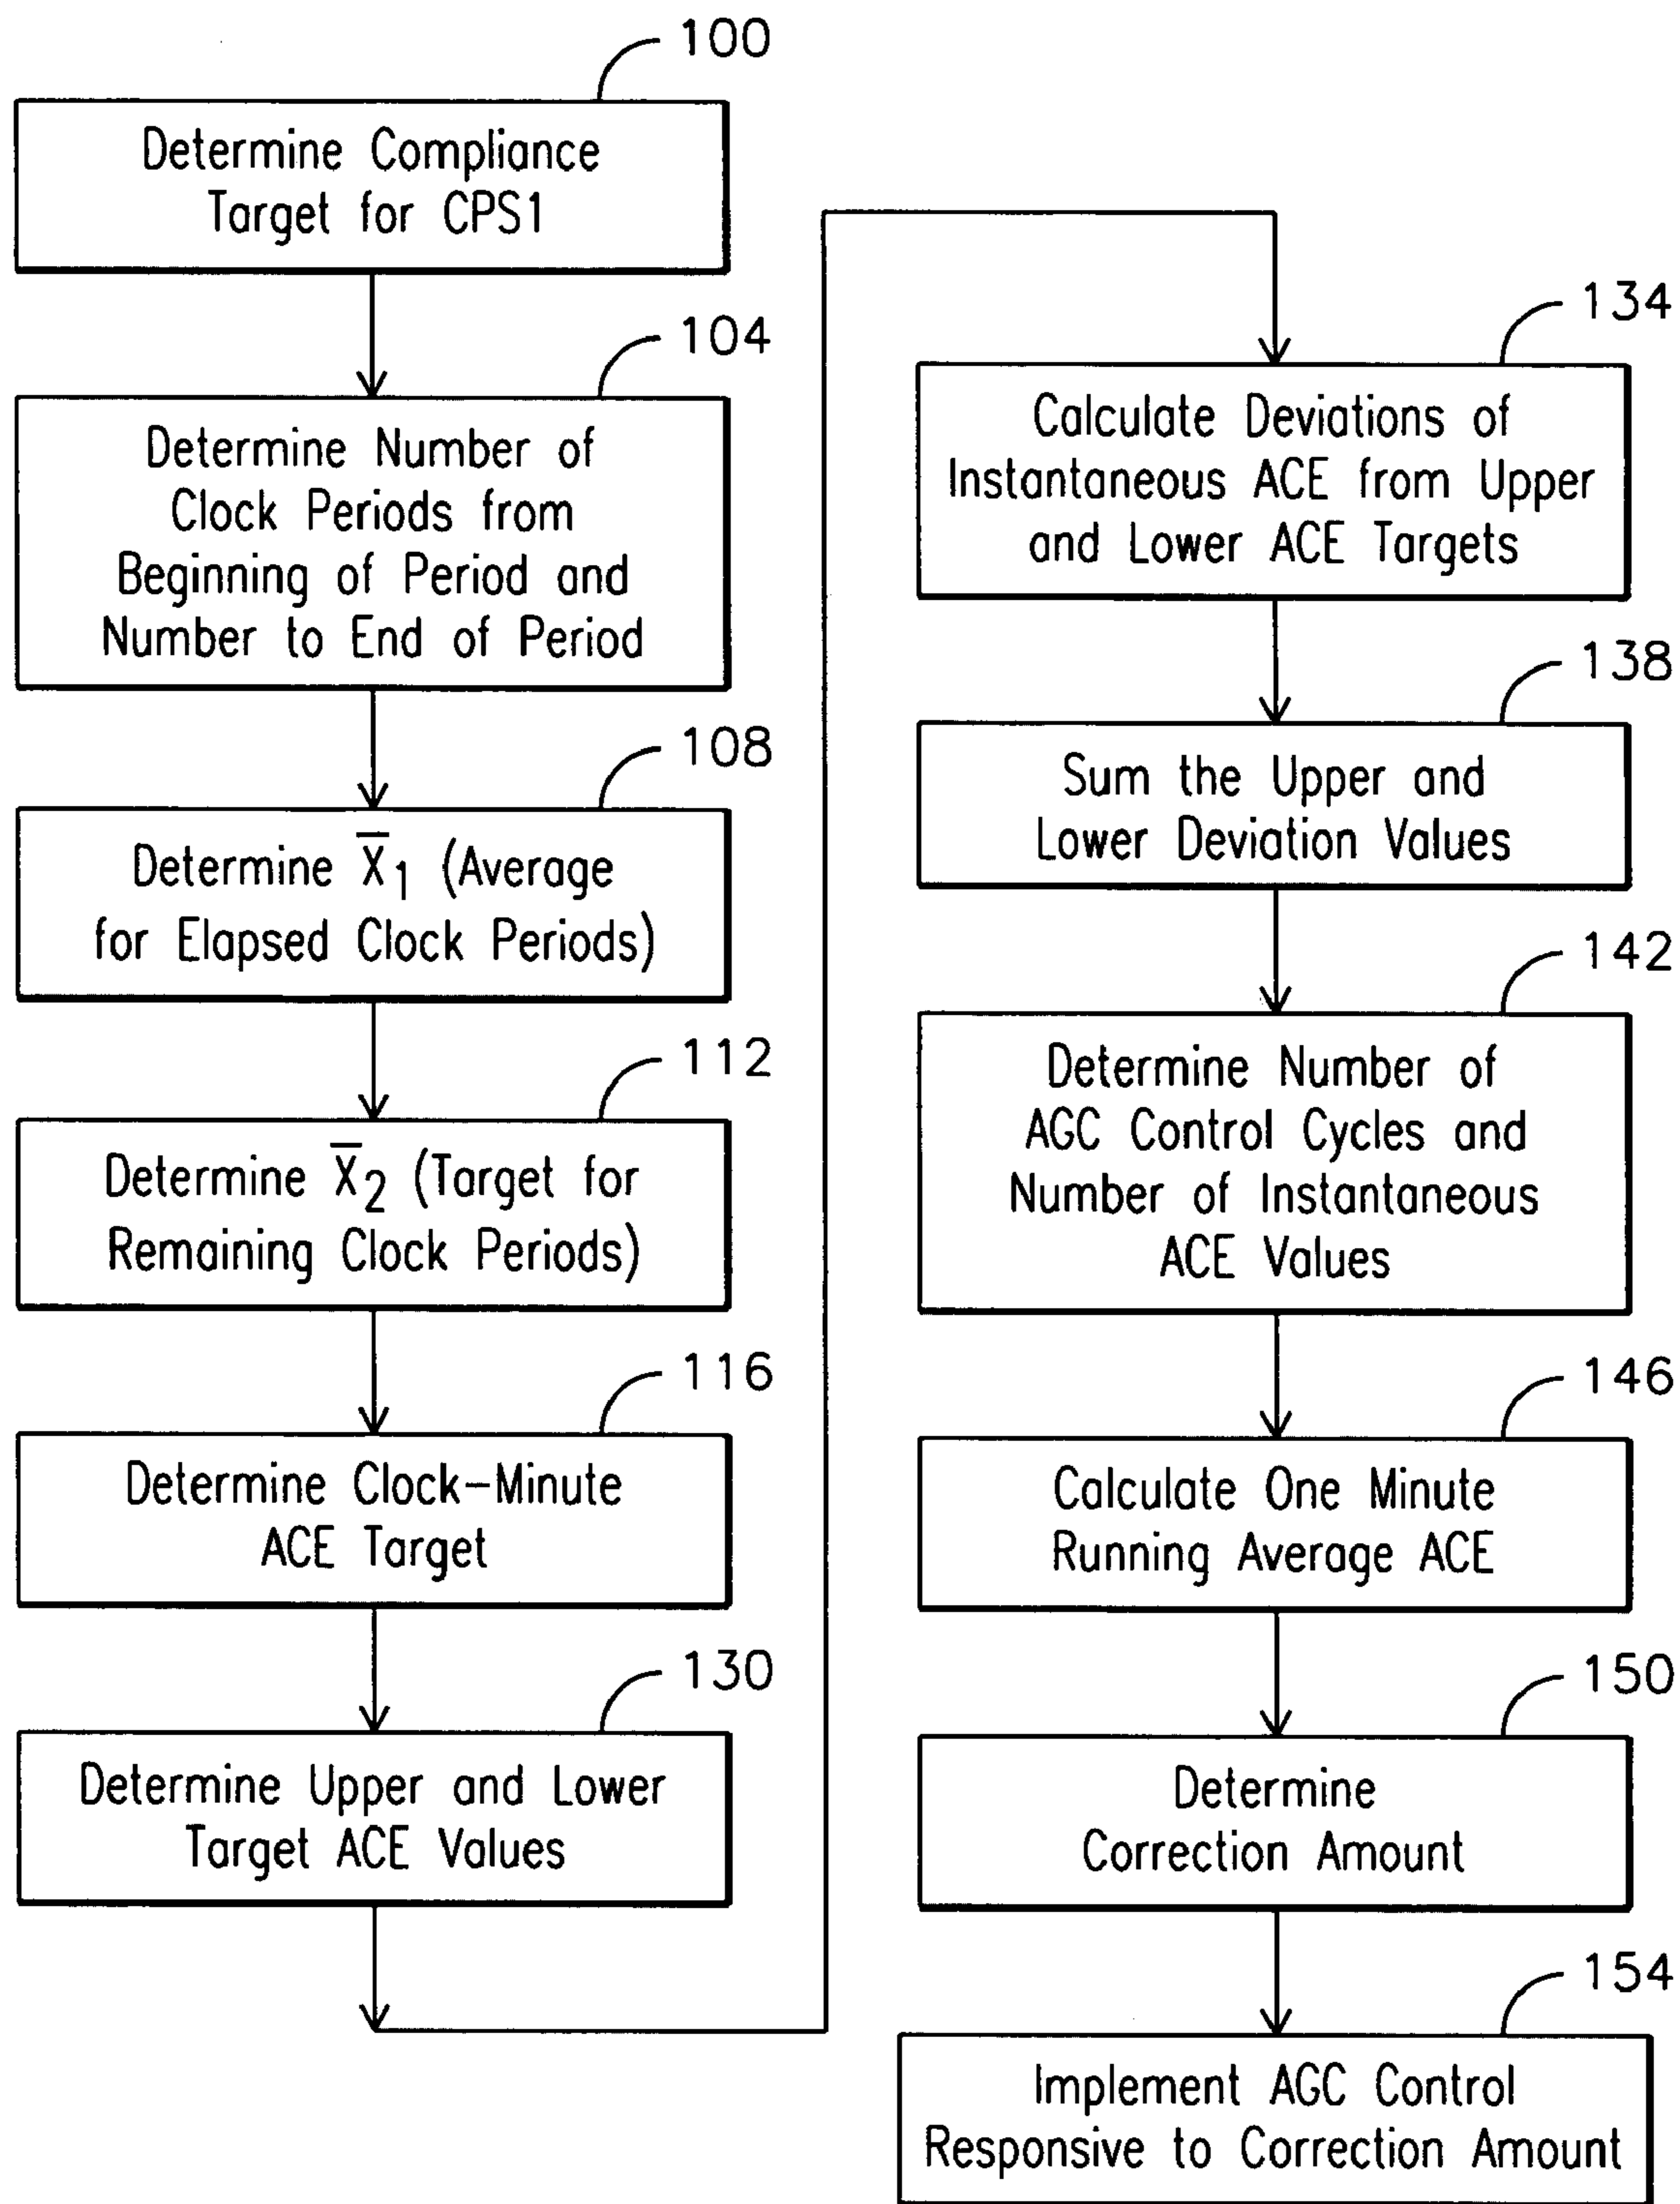 100
Determine Compliance
Target for CPS1
104
Determine Number of
Clock Periods from
Beginning of Period and
Number to End of Period
108
Determine X̅1 (Average
for Elapsed Clock Periods)
112
Determine X̅2 (Target for
Remaining Clock Periods)
116
Determine Clock-Minute
ACE Target
130
Determine Upper and Lower
Target ACE Values
134
Calculate Deviations of
Instantaneous ACE from Upper
and Lower ACE Targets
138
Sum the Upper and
Lower Deviation Values
142
Determine Number of
AGC Control Cycles and
Number of Instantaneous
ACE Values
146
Calculate One Minute
Running Average ACE
150
Determine
Correction Amount
154
Implement AGC Control
Responsive to Correction Amount